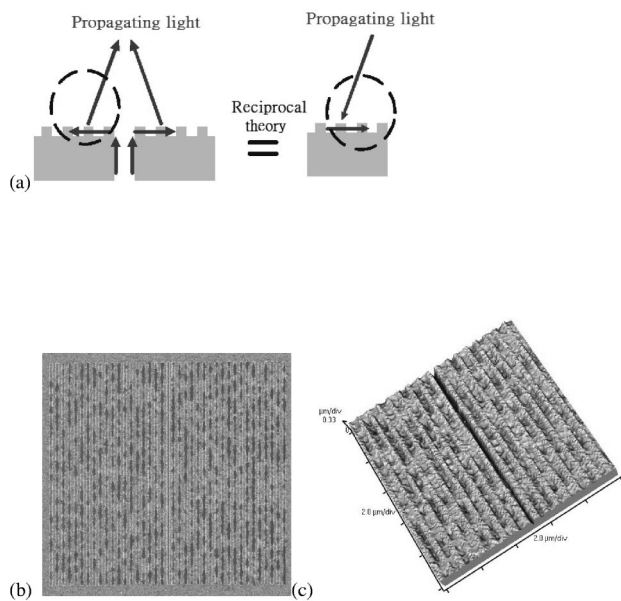 Propagating light
Propagating light
Reciprocal
theory
(a)
µm/div
0.33
2.0 µm/div
2.0 µm/div
(b)
(c)